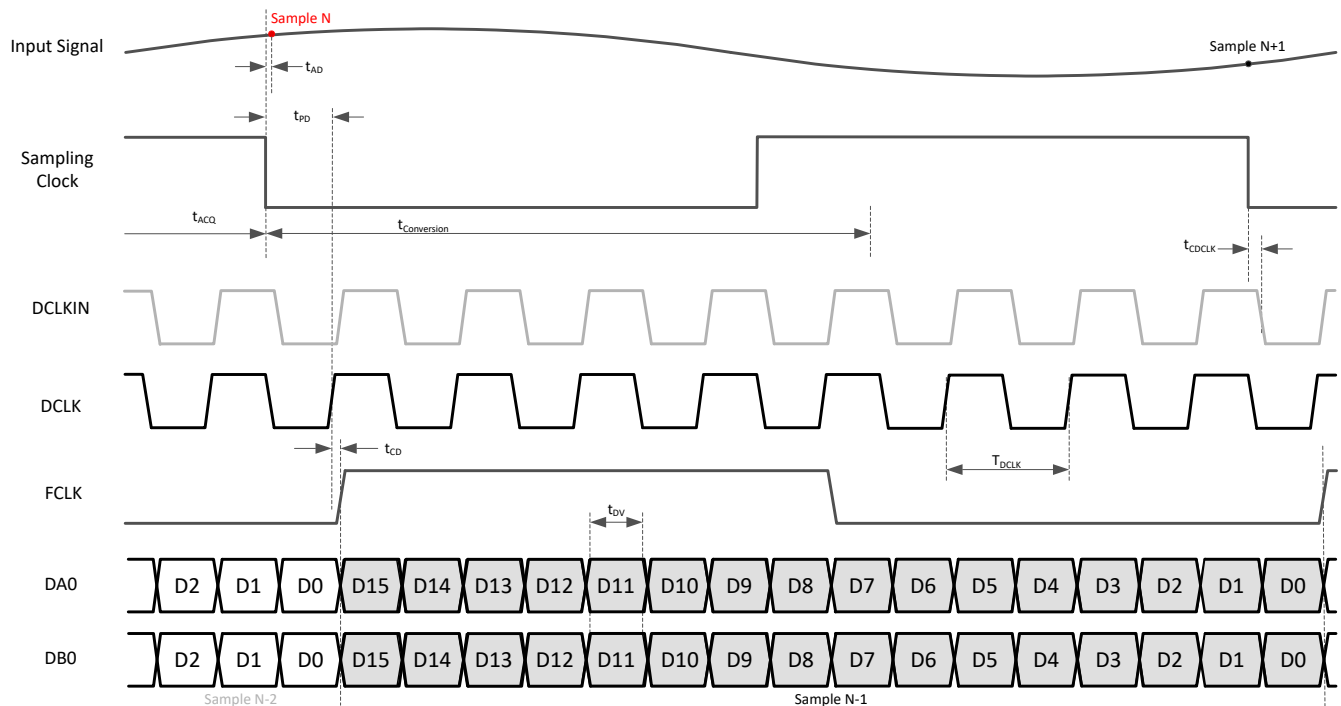 Sample N
Input Signal
Sample N+1
tAD
tPD
Sampling
Clock
tACQ
tConversion
tCDCLK
DCLKIN
DCLK
tCD
TDCLK
FCLK
tDV
DA0 D2 D1 D0 D15 D14 D13 D12 D11 D10 D9 D8 D7 D6 D5 D4 D3 D2 D1 D0
DB0 D2 D1 D0 D15 D14 D13 D12 D11 D10 D9 D8 D7 D6 D5 D4 D3 D2 D1 D0
Sample N-2 Sample N-1